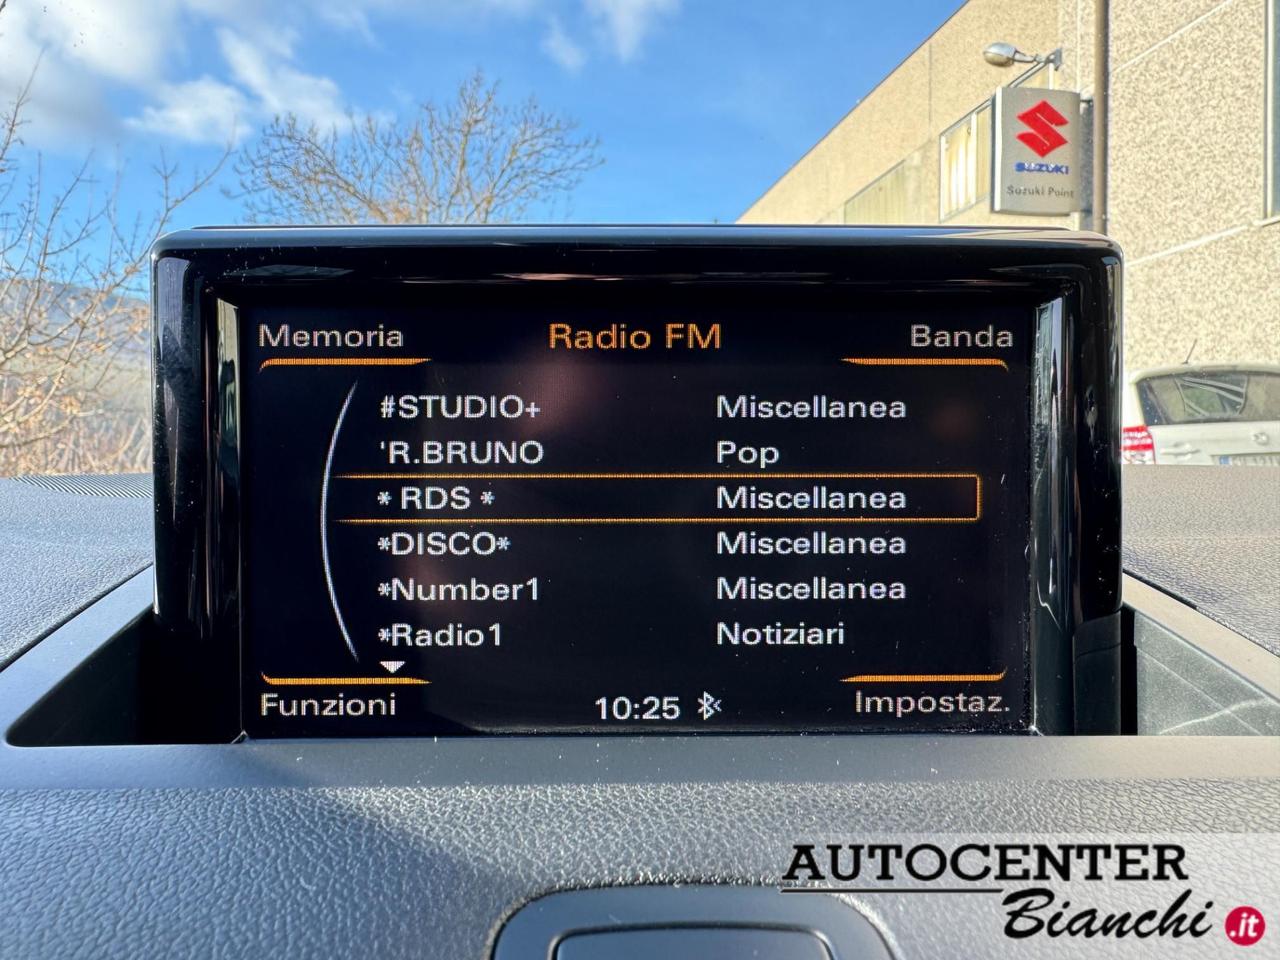 SUZUKI
Suzuki Point
Memoria Radio FM Banda
#STUDIO+ Miscellanea
'R.BRUNO Pop
* RDS * Miscellanea
*DISCO* Miscellanea
*Number1 Miscellanea
*Radio1 Notiziari
Funzioni 10:25 Impostaz.
AUTOCENTER
Bianchi .it